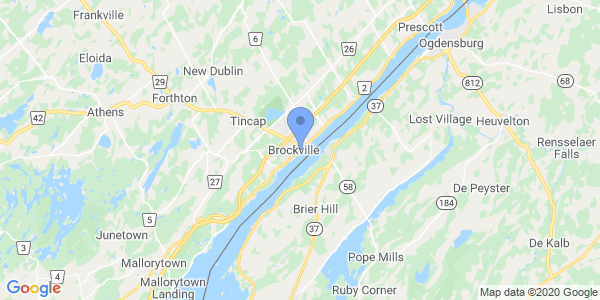 Frankville
Lisbon
Prescott
6
26
Ogdensburg
Eloida
New Dublin
29
2
812
68
Forthton
37
42
Athens
Tincap
Lost Village
Heuvelton
Rensselaer
Falls
Brockville
27
58
De Peyster
184
Brier Hill
5
Junetown
37
3
De Kalb
Mallorytown
Pope Mills
4
Mallorytown
Landing
Ruby Corner
Google
Map data ©2020 Google